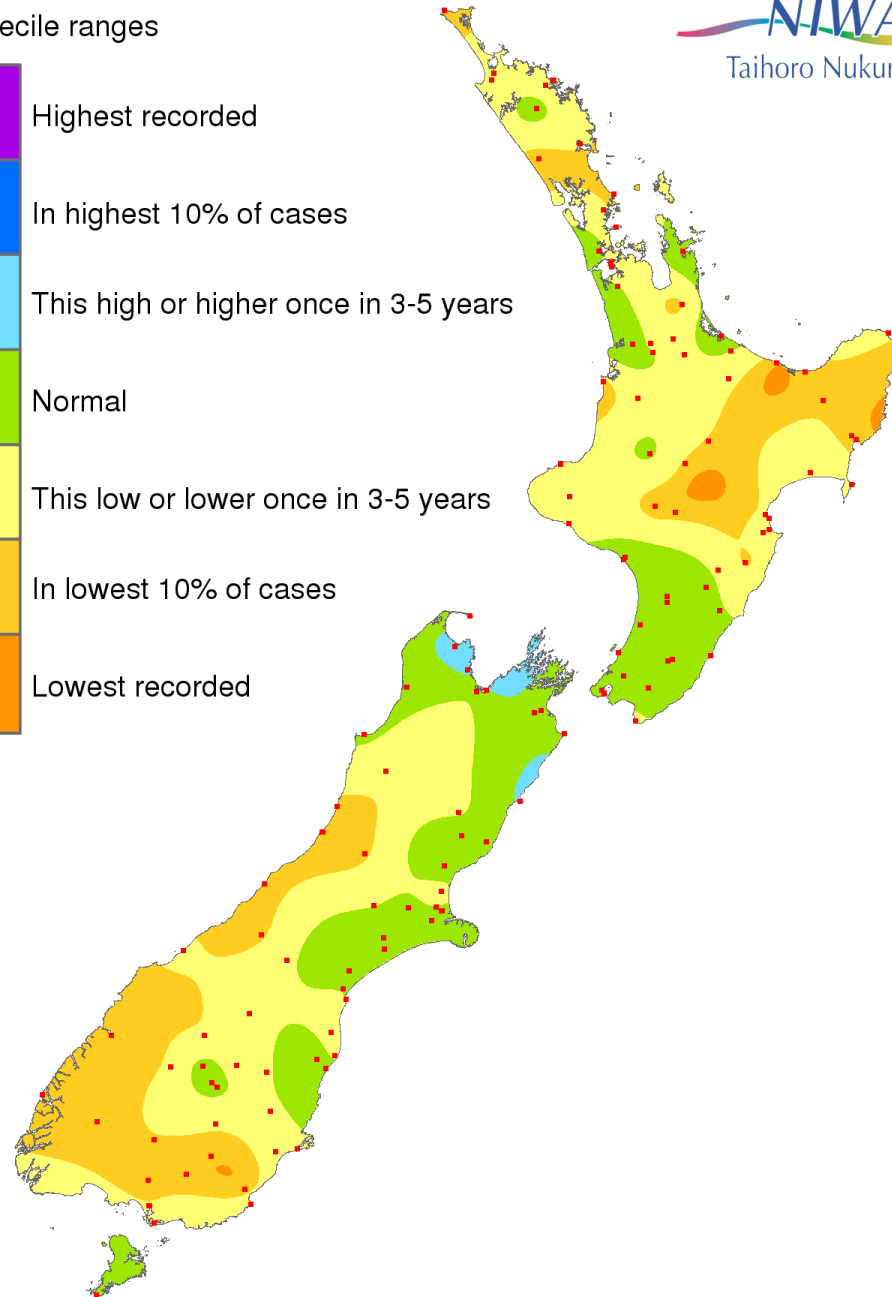 ecile ranges
NIWA
Taihoro Nukur
Highest recorded
In highest 10% of cases
This high or higher once in 3-5 years
Normal
This low or lower once in 3-5 years
In lowest 10% of cases
Lowest recorded